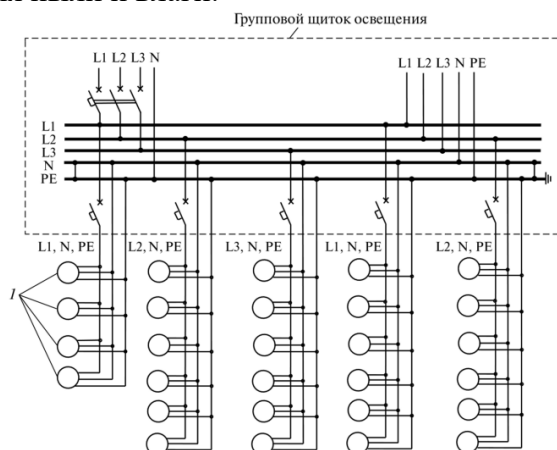 Групповой щиток освещения
L1 L2 L3 N
L1 L2 L3 N PE
L1
L2
L3
N
PE
L1, N, PE
L2, N, PE
L3, N, PE
L1, N, PE
L2, N, PE
1